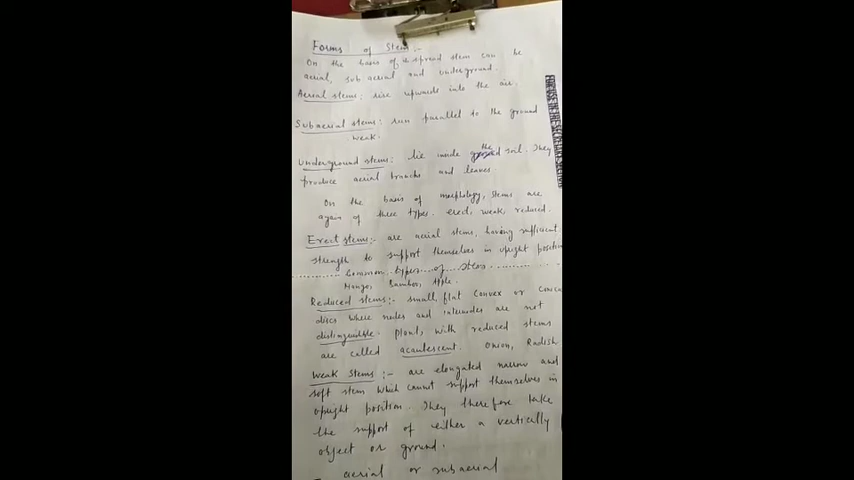 Forms of Stem :-
On the basis of spread stem can be
aerial, sub aerial and underground.
Aerial stems : rise upwards into the air.
Subaerial stems : run parallel to the ground
weak.
Underground stems : lie inside the soil. They
produce aerial branchs and leaves
On the basis of morphology, stems are
again of three types. erect, weak, reduced.
Erect stems :- are aerial stems, having sufficient
strength to support themselves in upright position
Common types of stem
Mango, Bamboo, Apple.
Reduced stems :- small, flat convex or
discs where nodes and internodes are not
distinguishble. plants with reduced stems
are called acaulescent. Onion, Radish
Weak Stems :- are elongated narrow and
soft stem which cannot support themselves in
upright position. They therefore take
the support of either a vertically
object or ground.
aerial or subaerial